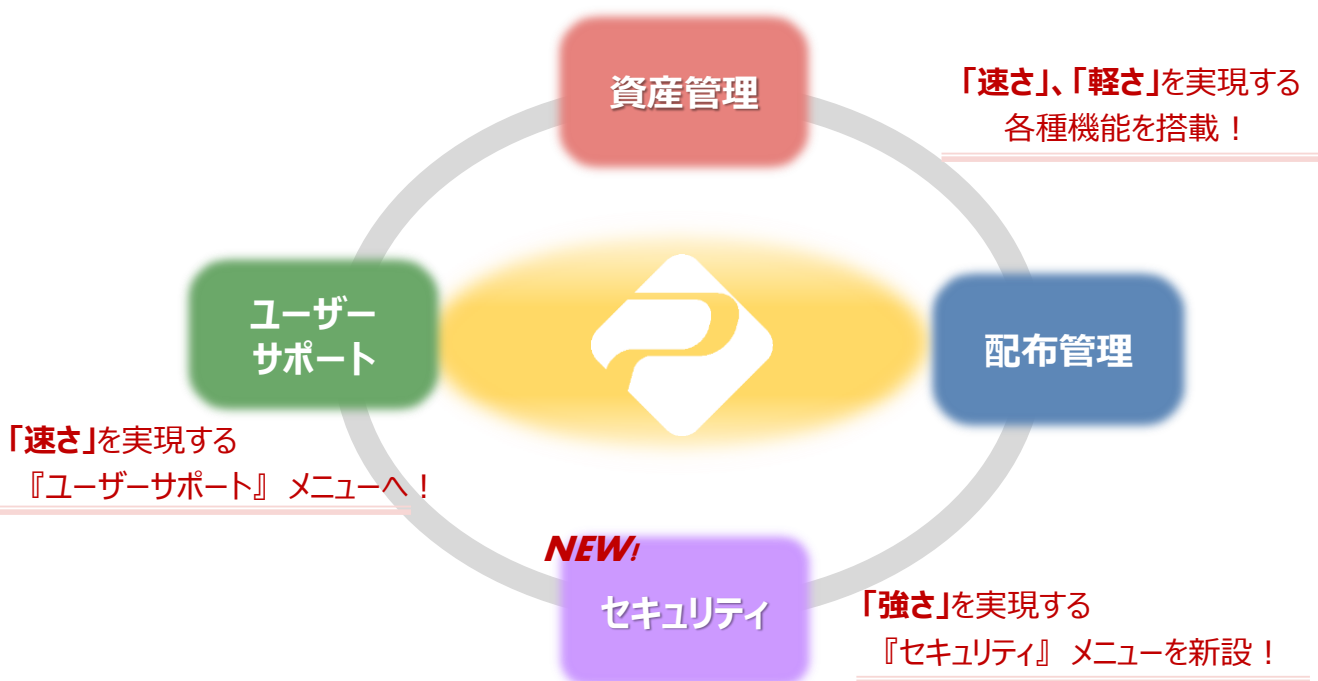 資産管理
「速さ」、「軽さ」を実現する
各種機能を搭載！
ユーザー
サポート
配布管理
「速さ」を実現する
『ユーザーサポート』 メニューへ！
NEW!
セキュリティ
「強さ」を実現する
『セキュリティ』 メニューを新設！